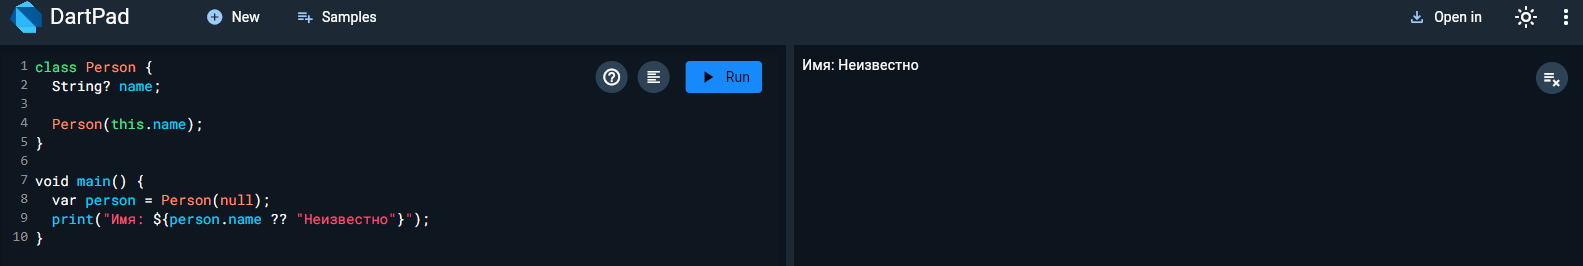 DartPad
New
Samples
Open in
1 class Person {
2   String? name;
3
4   Person(this.name);
5 }
6
7 void main() {
8   var person = Person(null);
9   print("Имя: ${person.name ?? "Неизвестно"}");
10 }
Run
Имя: Неизвестно